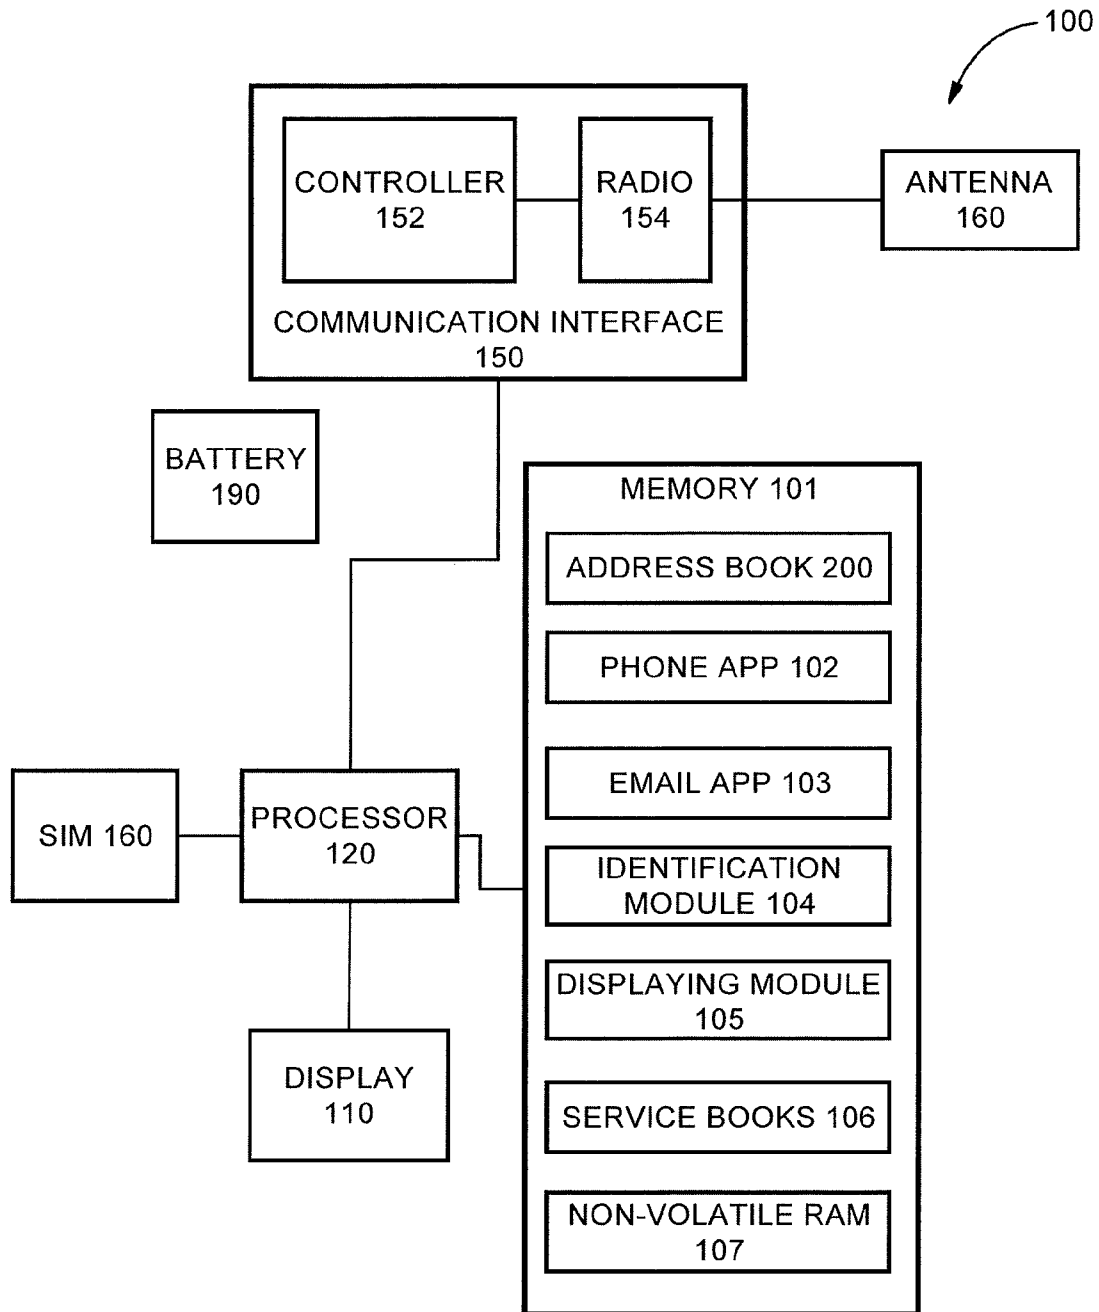 100
CONTROLLER
152
RADIO
154
ANTENNA
160
COMMUNICATION INTERFACE
150
BATTERY
190
MEMORY 101
ADDRESS BOOK 200
PHONE APP 102
EMAIL APP 103
IDENTIFICATION
MODULE 104
DISPLAYING MODULE
105
SERVICE BOOKS 106
NON-VOLATILE RAM
107
SIM 160
PROCESSOR
120
DISPLAY
110